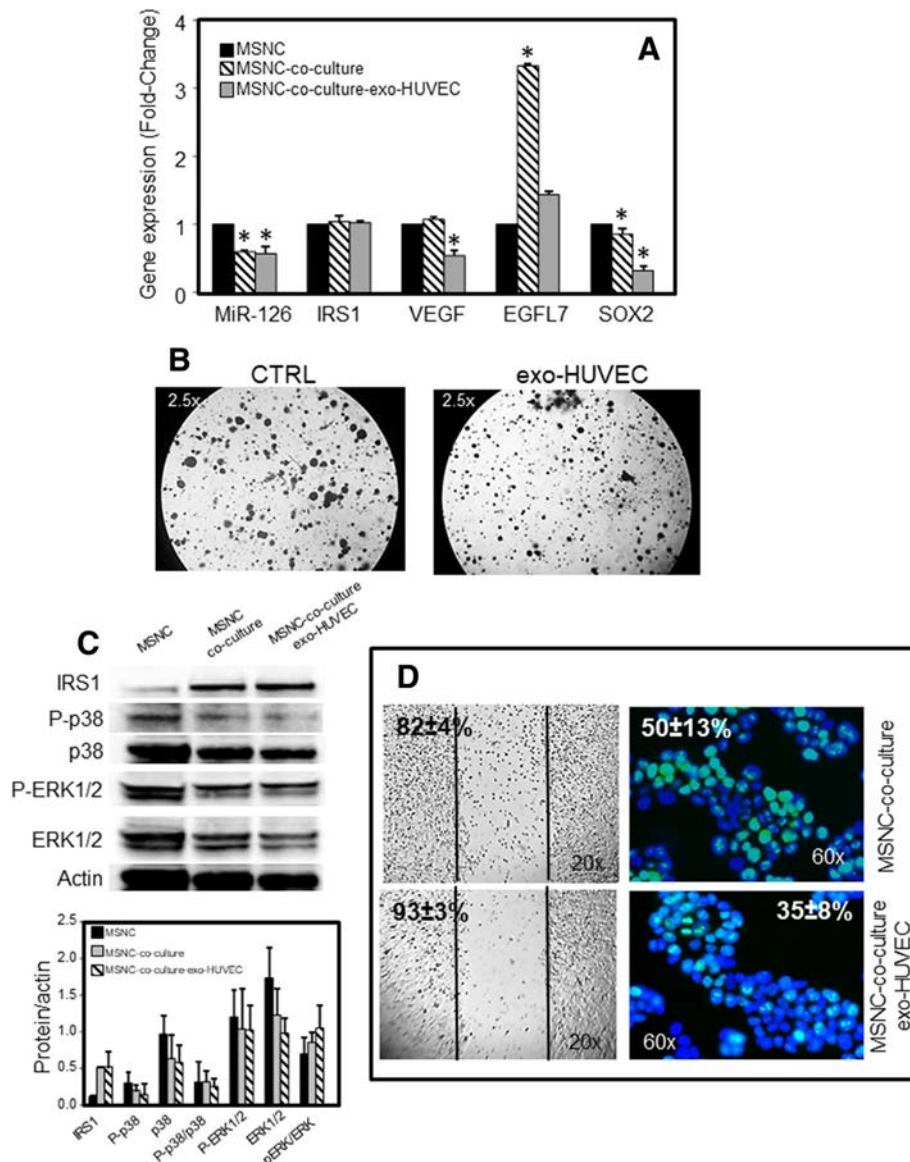 A
Gene expression (Fold-Change)
4
3
2
1
0
MSNC
MSNC-co-culture
MSNC-co-culture-exo-HUVEC
*
*
*
*
*
*
MiR-126 IRS1 VEGF EGFL7 SOX2
B
CTRL exo-HUVEC
2.5x 2.5x
C
MSNC
MSNC
co-culture
MSNC-co-culture
exo-HUVEC
IRS1
P-p38
p38
P-ERK1/2
ERK1/2
Actin
Protein/actin
2.5
2.0
1.5
1.0
0.5
0.0
MSNC
MSNC-co-culture
MSNC-co-culture-exo-HUVEC
IRS1 P-p38 p38 P-p38/p38 P-ERK1/2 ERK1/2 pERK/ERK
D
82±4%
20x
50±13%
60x
MSNC-co-culture
93±3%
20x
35±8%
60x
MSNC-co-culture
exo-HUVEC